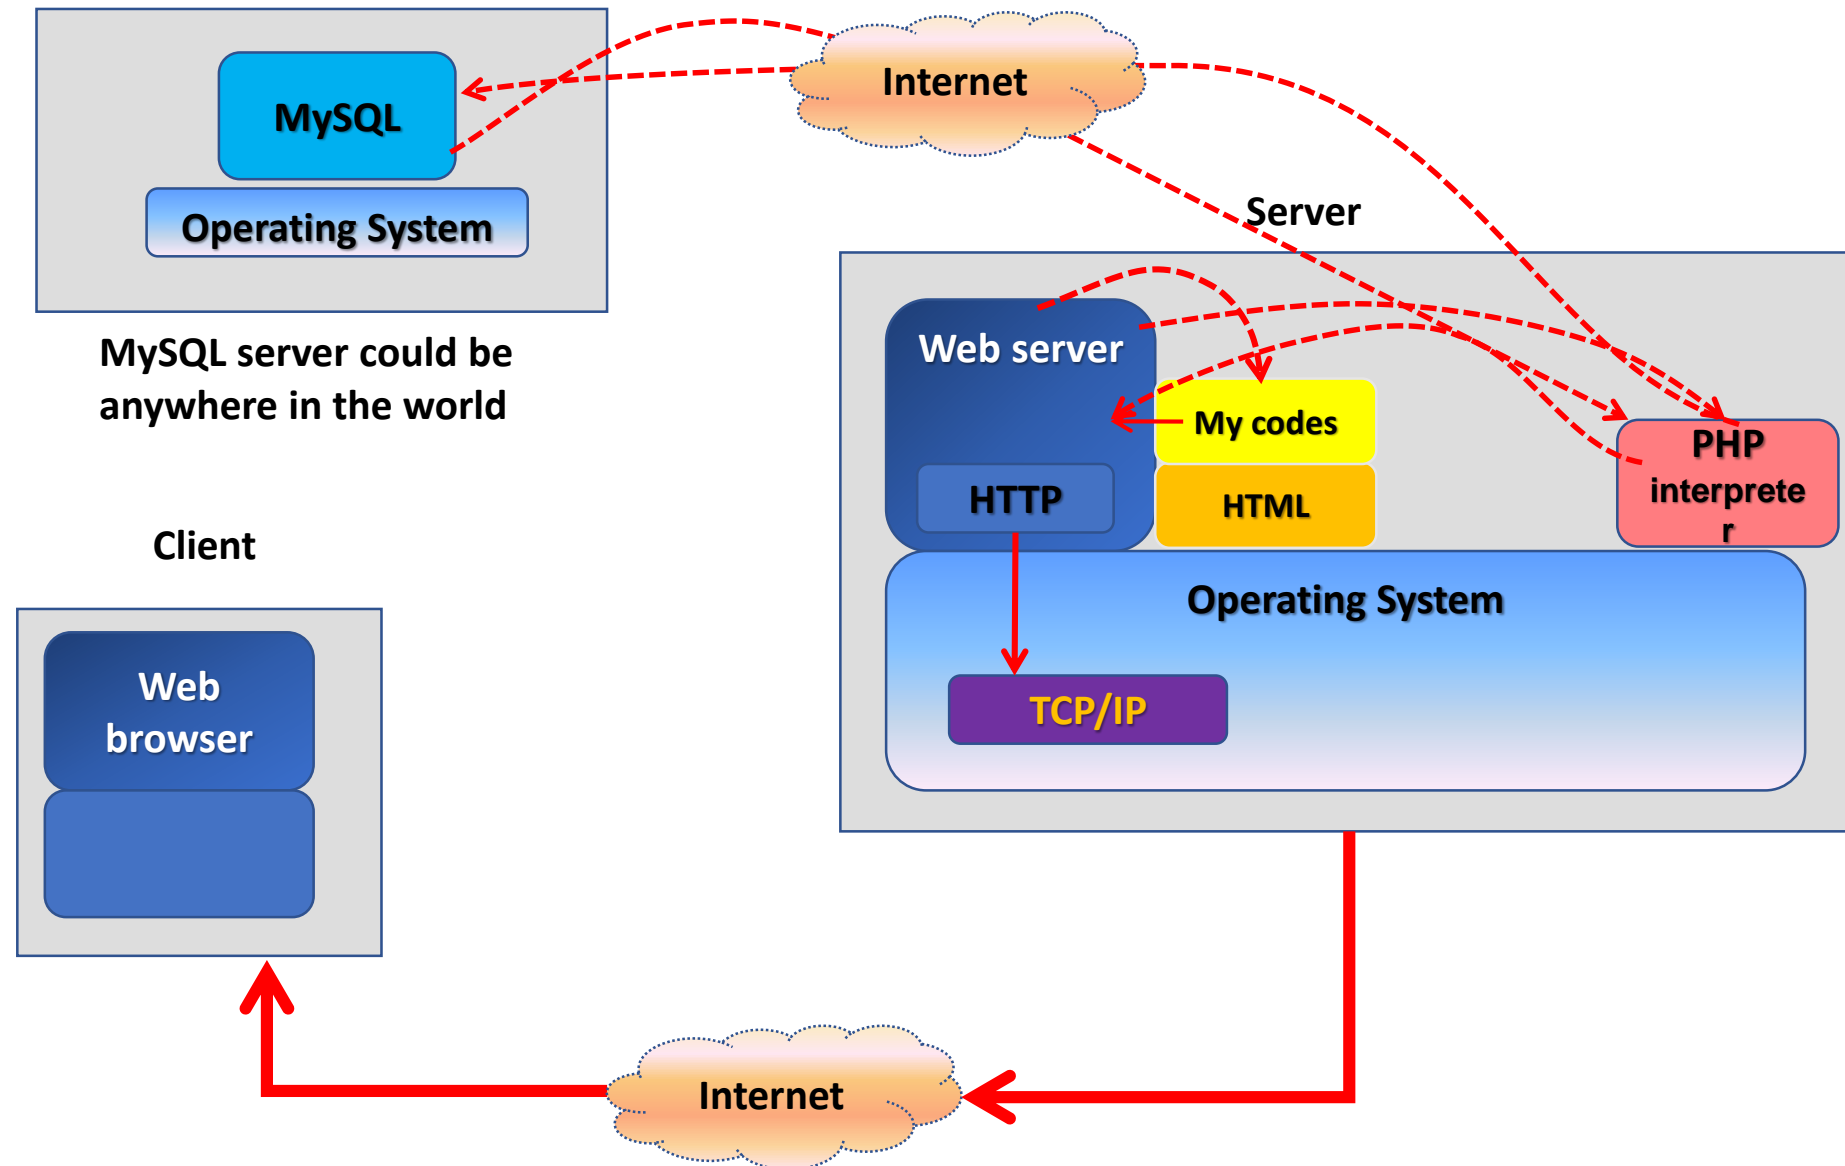 Internet
MySQL
Operating System
MySQL server could be
anywhere in the world
Server
Web server
My codes
HTTP
HTML
PHP
interprete
r
Operating System
TCP/IP
Client
Web
browser
Internet